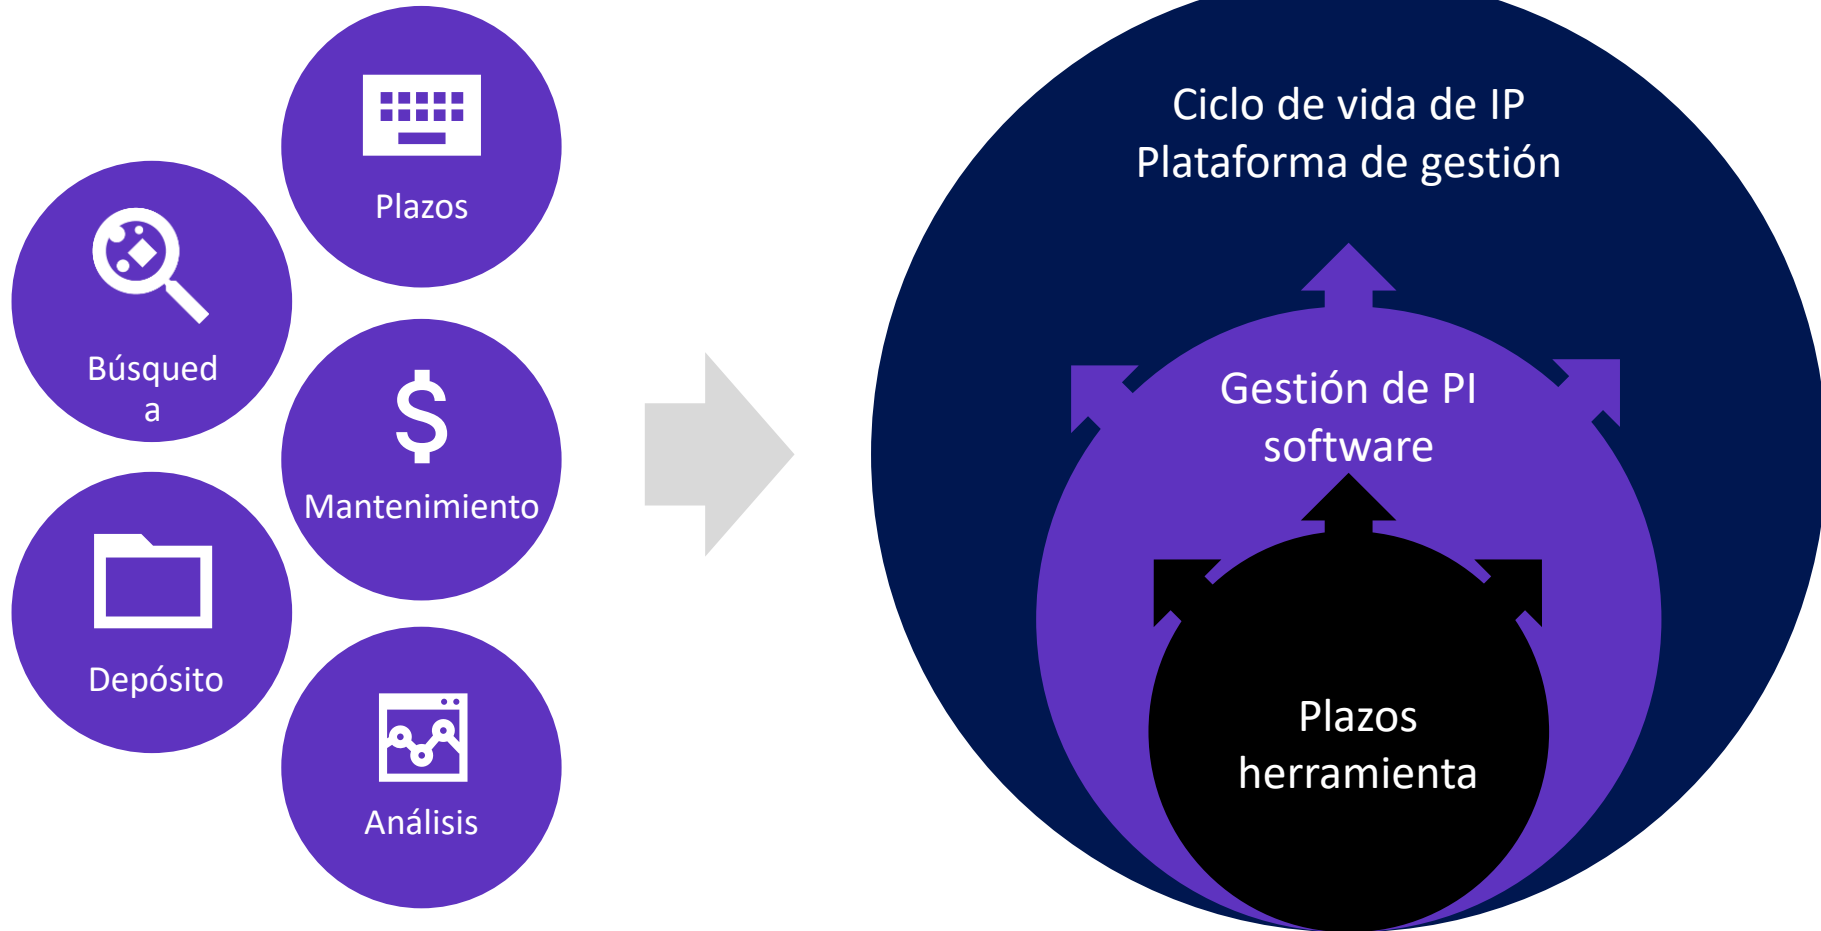 Plazos
Búsqued
a
Mantenimiento
Depósito
Análisis
Ciclo de vida de IP
Plataforma de gestión
Gestión de PI
software
Plazos
herramienta